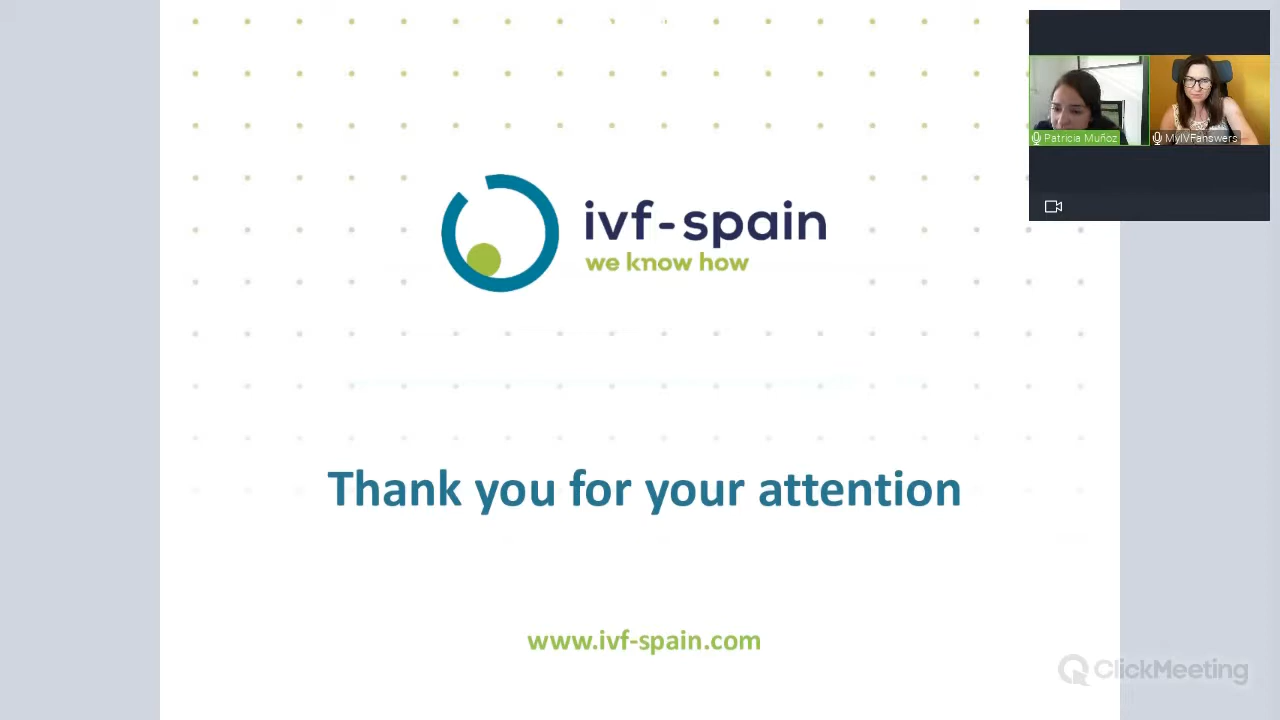 ivf-spain
we know how
Patricia Muñoz
MyIVFanswers
Thank you for your attention
www.ivf-spain.com
ClickMeeting